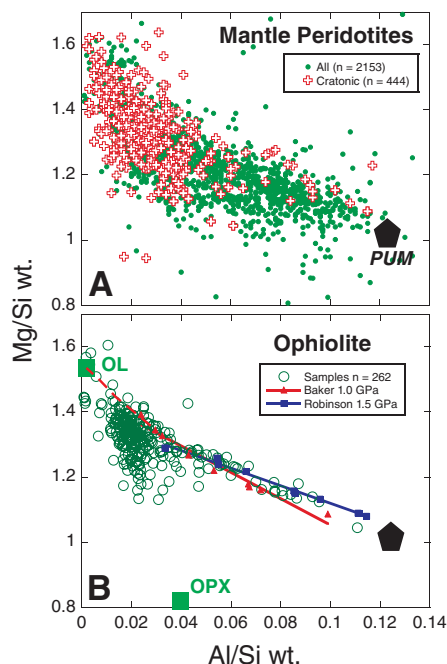 Mantle Peridotites
All (n = 2153)
Cratonic (n = 444)
1.6
1.4
1.2
1
0.8
A
PUM
Mg/Si wt.
Ophiolite
Samples n = 262
Baker 1.0 GPa
Robinson 1.5 GPa
OL
1.6
1.4
1.2
1
0.8
B
OPX
0 0.02 0.04 0.06 0.08 0.10 0.12 0.14
Al/Si wt.